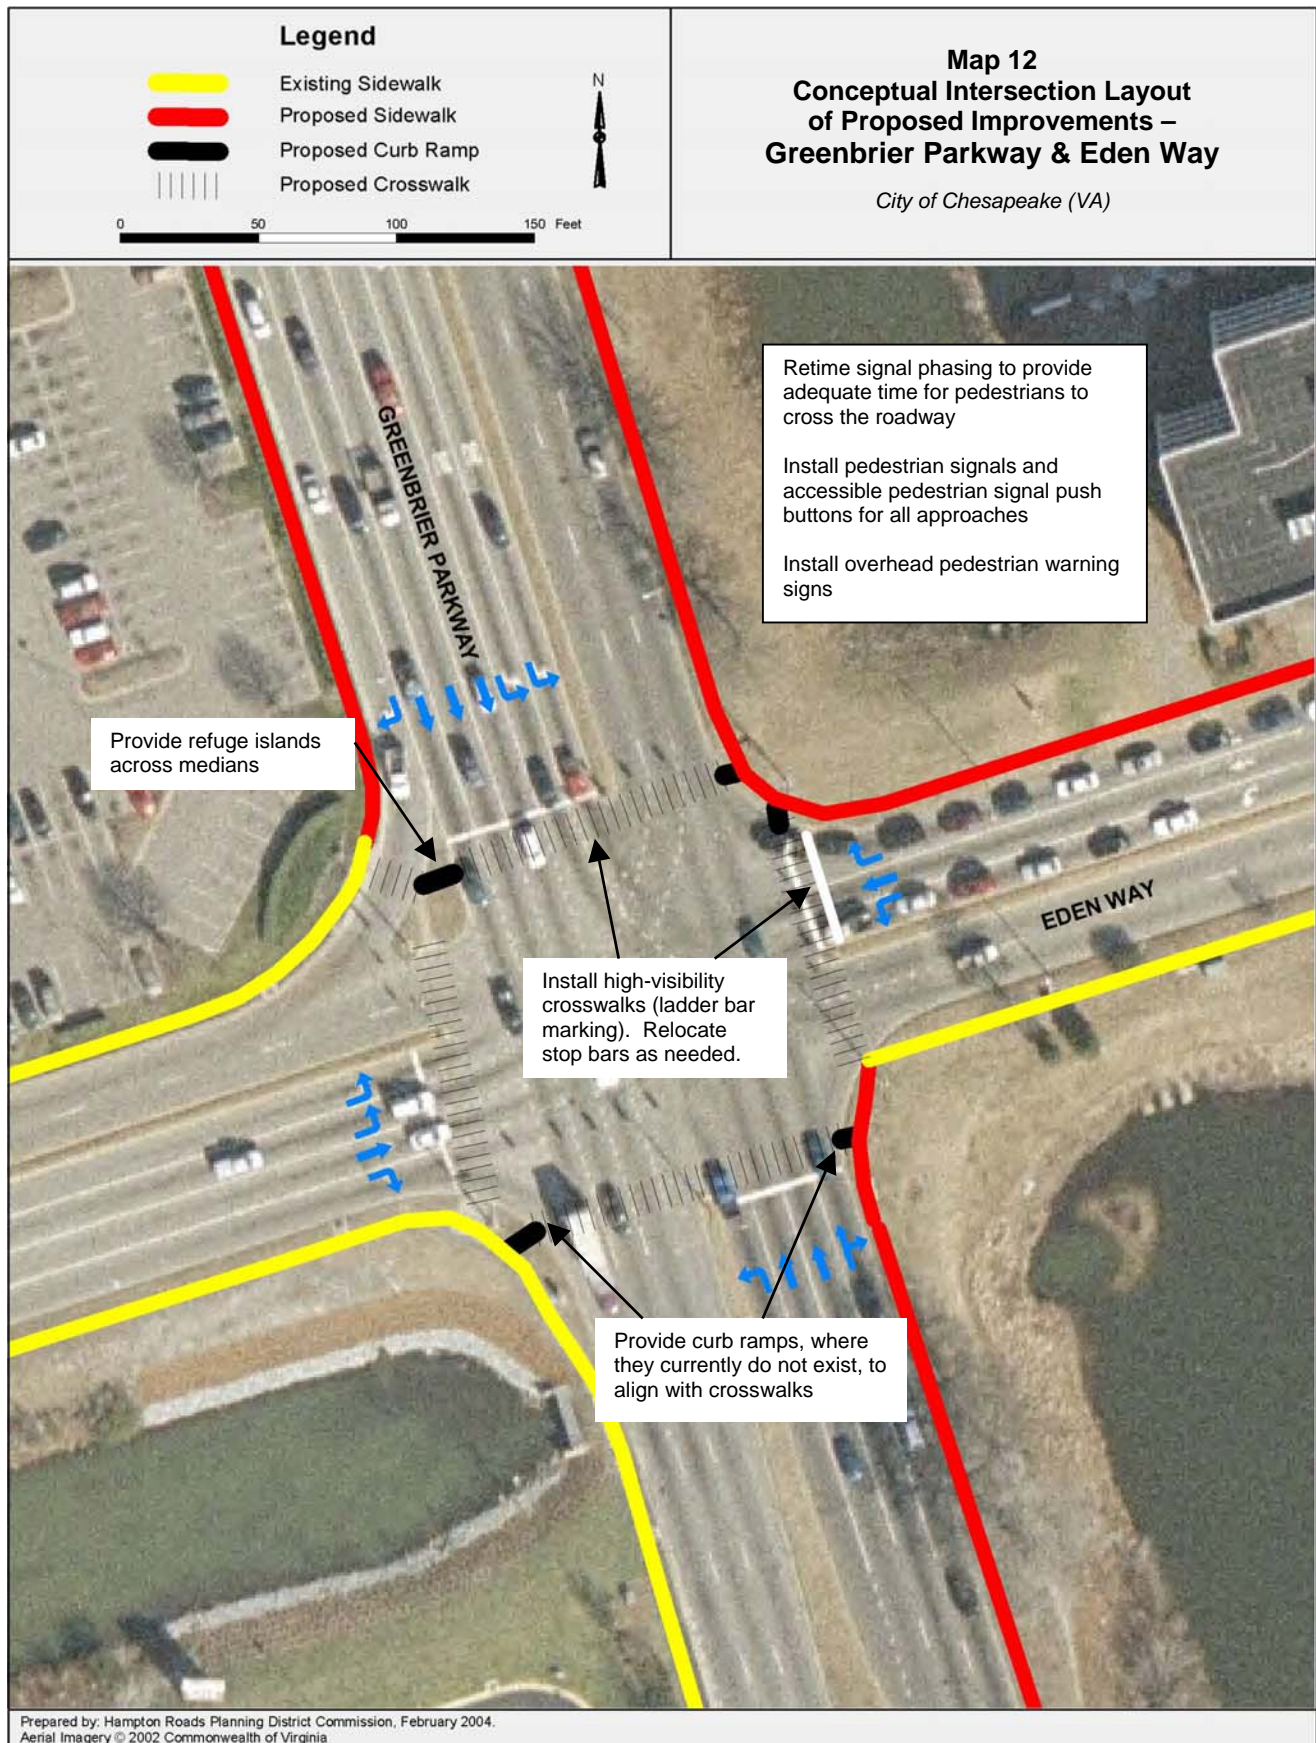 Legend
Existing Sidewalk
Proposed Sidewalk
Proposed Curb Ramp
Proposed Crosswalk
N
0 50 100 150 Feet
Map 12
Conceptual Intersection Layout
of Proposed Improvements –
Greenbrier Parkway & Eden Way
City of Chesapeake (VA)
Retime signal phasing to provide
adequate time for pedestrians to
cross the roadway
Install pedestrian signals and
accessible pedestrian signal push
buttons for all approaches
Install overhead pedestrian warning
signs
GREENBRIER PARKWAY
Provide refuge islands
across medians
EDEN WAY
Install high-visibility
crosswalks (ladder bar
marking).  Relocate
stop bars as needed.
Provide curb ramps, where
they currently do not exist, to
align with crosswalks
Prepared by: Hampton Roads Planning District Commission, February 2004.
Aerial Imagery © 2002 Commonwealth of Virginia